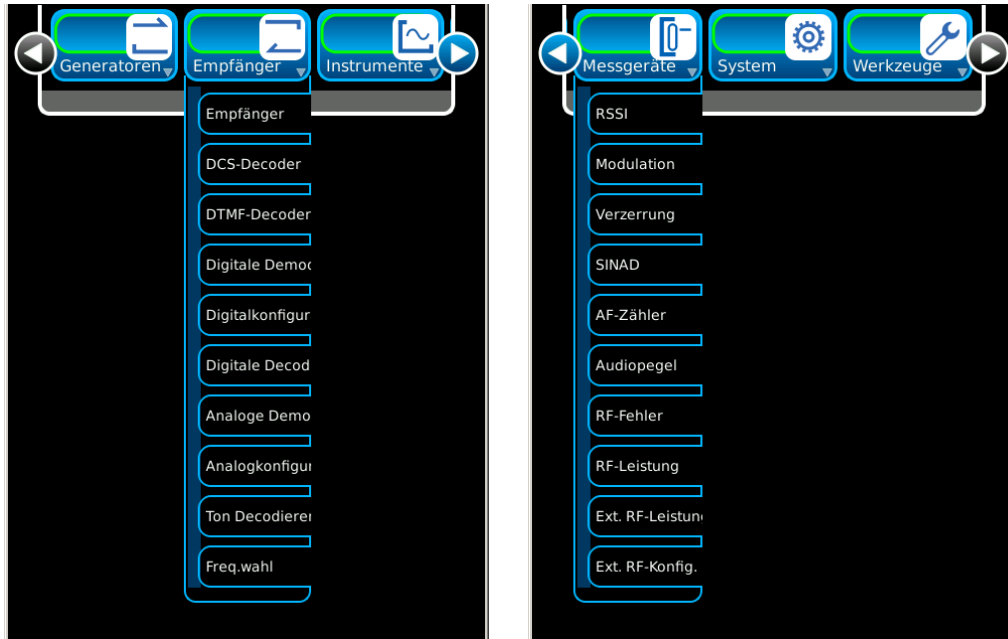 Generatoren
Empfänger
Instrumente
Empfänger
DCS-Decoder
DTMF-Decoder
Digitale Demod
Digitalkonfigur
Digitale Decod
Analoge Demo
Analogkonfigur
Ton Decodierer
Freq.wahl
Messgeräte
System
Werkzeuge
RSSI
Modulation
Verzerrung
SINAD
AF-Zähler
Audiopegel
RF-Fehler
RF-Leistung
Ext. RF-Leistung
Ext. RF-Konfig.